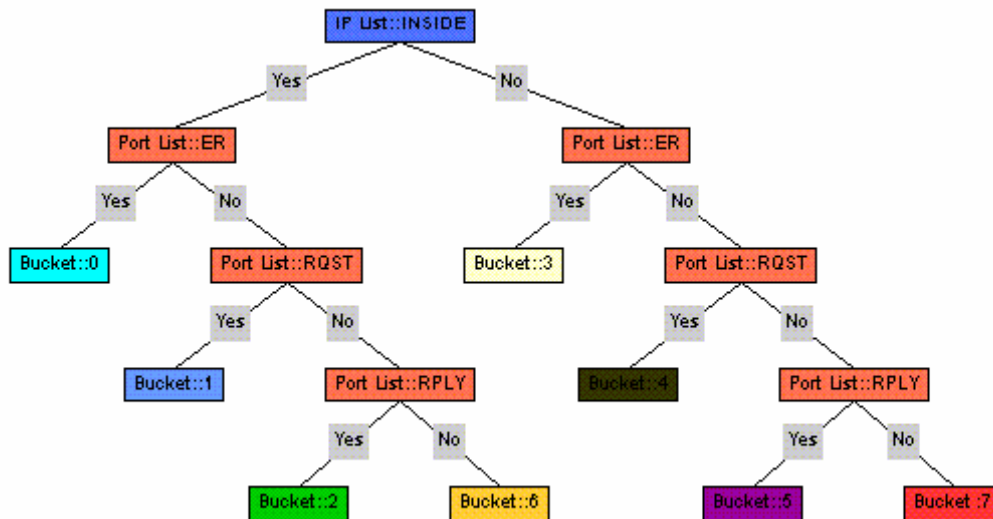 IP List::INSIDE
Yes
No
Port List::ER
Port List::ER
Yes
No
Yes
No
Bucket::0
Port List::RQST
Bucket::3
Port List::RQST
Yes
No
Yes
No
Bucket::1
Port List::RPLY
Bucket::4
Port List::RPLY
Yes
No
Yes
No
Bucket::2
Bucket::6
Bucket::5
Bucket :7